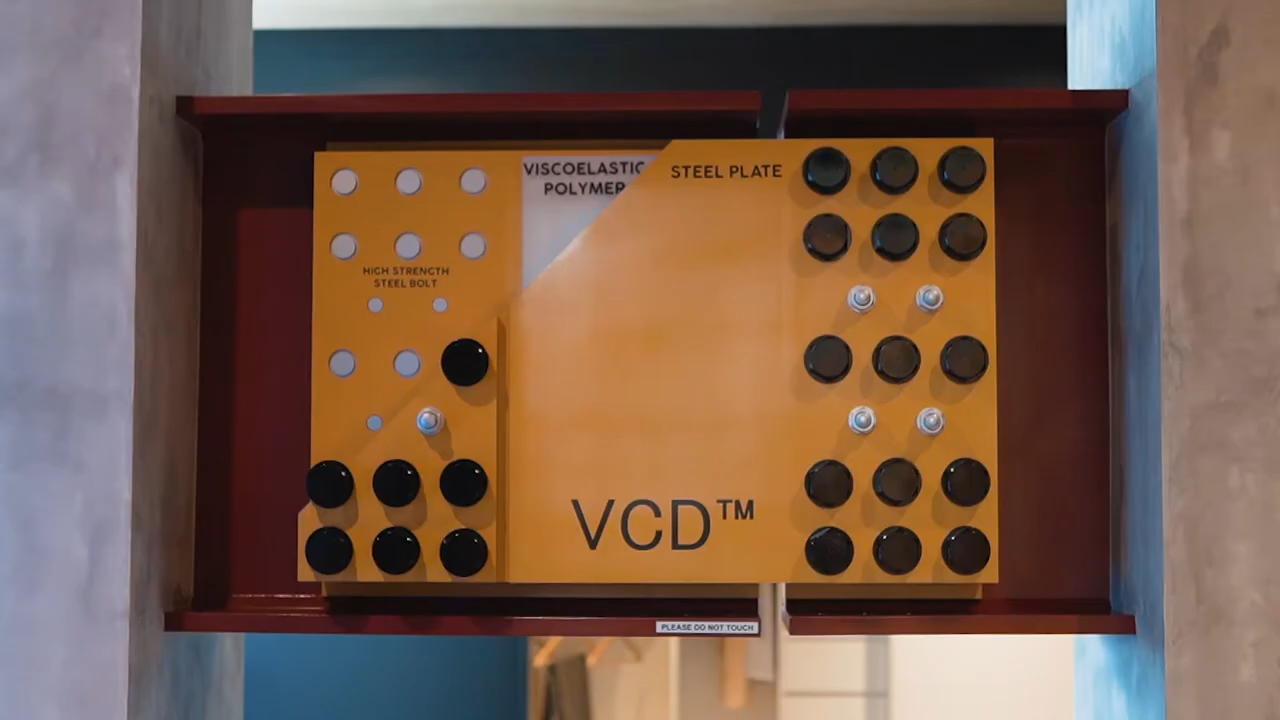 VISCOELASTIC
POLYMER
STEEL PLATE
HIGH STRENGTH
STEEL BOLT
VCD™
PLEASE DO NOT TOUCH